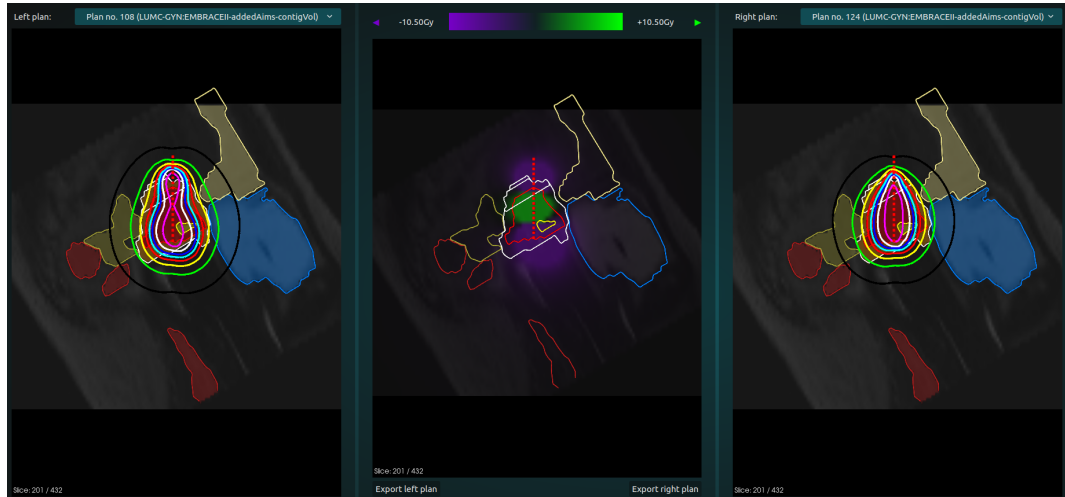 Left plan: Plan no. 108 (LUMC-GYN:EMBRACEII-addedAims-contigVol)
-10.50Gy +10.50Gy
Right plan: Plan no. 124 (LUMC-GYN:EMBRACEII-addedAims-contigVol)
Slice: 201 / 432
Slice: 201 / 432
Slice: 201 / 432
Export left plan Export right plan